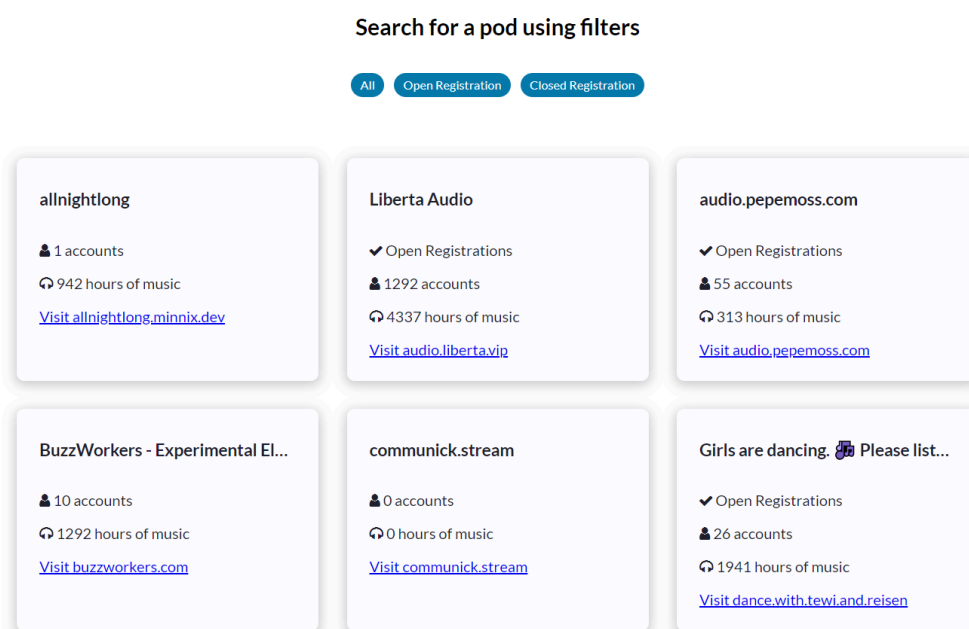 Search for a pod using filters
All
Open Registration
Closed Registration
allnightlong
1 accounts
942 hours of music
Visit allnightlong.minnix.dev
Liberta Audio
Open Registrations
1292 accounts
4337 hours of music
Visit audio.liberta.vip
audio.pepemoss.com
Open Registrations
55 accounts
313 hours of music
Visit audio.pepemoss.com
BuzzWorkers - Experimental El...
10 accounts
1292 hours of music
Visit buzzworkers.com
communick.stream
0 accounts
0 hours of music
Visit communick.stream
Girls are dancing. 🎵 Please list...
Open Registrations
26 accounts
1941 hours of music
Visit dance.with.tewi.and.reisen